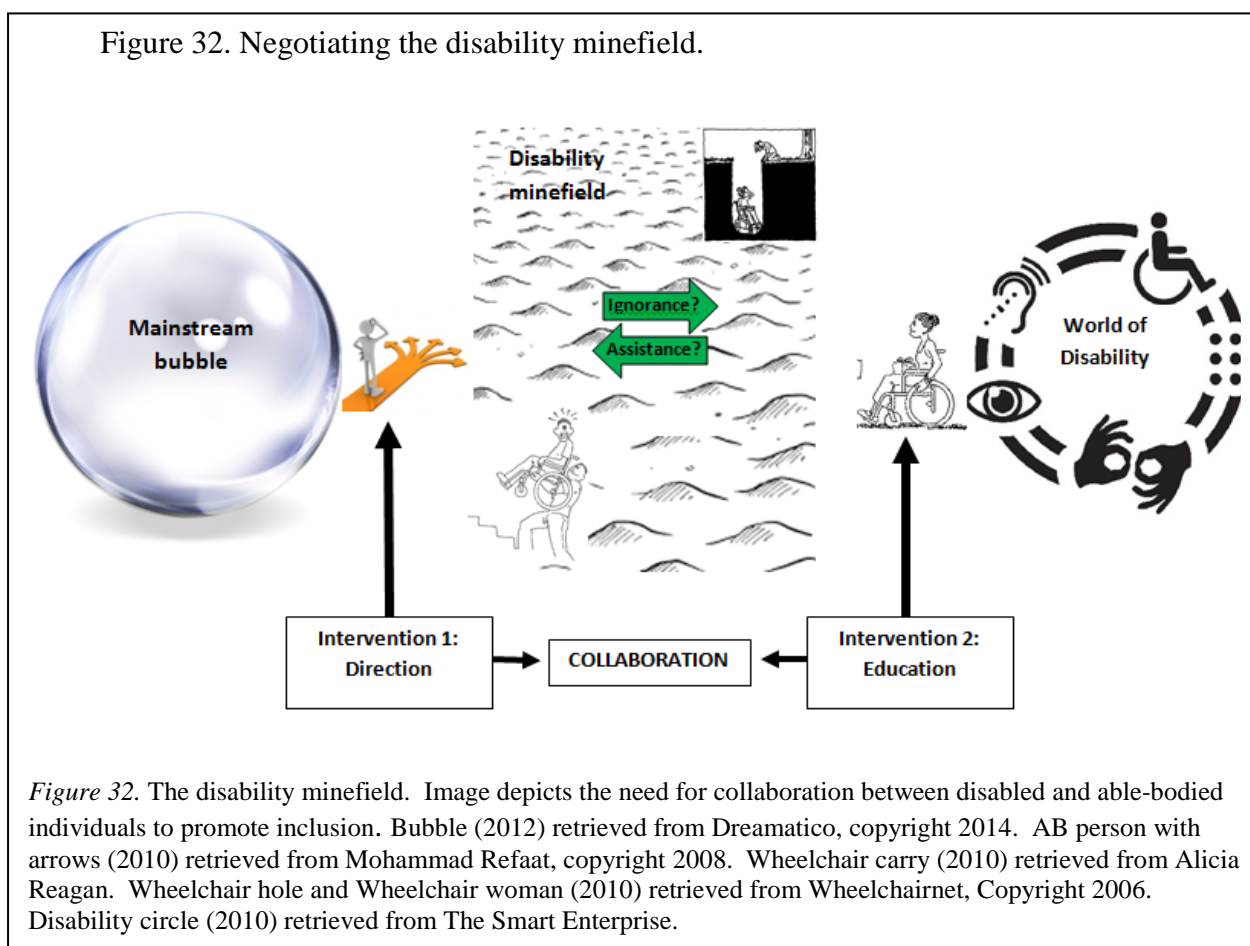 Figure 32. Negotiating the disability minefield.
Disability
minefield
Mainstream
bubble
Ignorance?
Assistance?
World of
Disability
Intervention 1:
Direction
COLLABORATION
Intervention 2:
Education
Figure 32. The disability minefield.  Image depicts the need for collaboration between disabled and able-bodied
individuals to promote inclusion. Bubble (2012) retrieved from Dreamatico, copyright 2014.  AB person with
arrows (2010) retrieved from Mohammad Refaat, copyright 2008.  Wheelchair carry (2010) retrieved from Alicia
Reagan.  Wheelchair hole and Wheelchair woman (2010) retrieved from Wheelchairnet, Copyright 2006.
Disability circle (2010) retrieved from The Smart Enterprise.